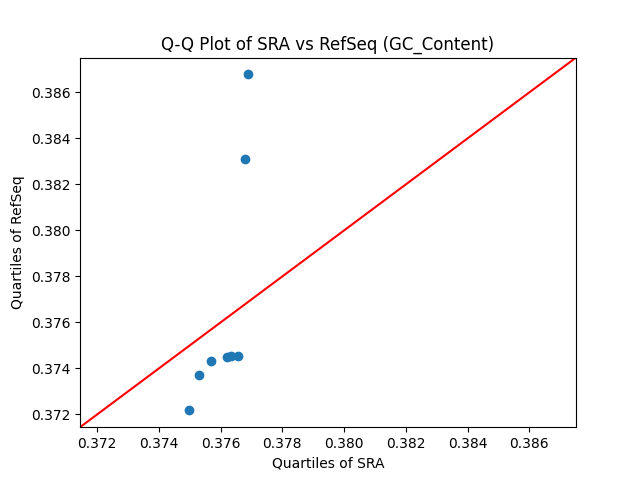 Q-Q Plot of SRA vs RefSeq (GC_Content)
Quartiles of RefSeq
0.386
0.384
0.382
0.380
0.378
0.376
0.374
0.372
0.372 0.374 0.376 0.378 0.380 0.382 0.384 0.386
Quartiles of SRA